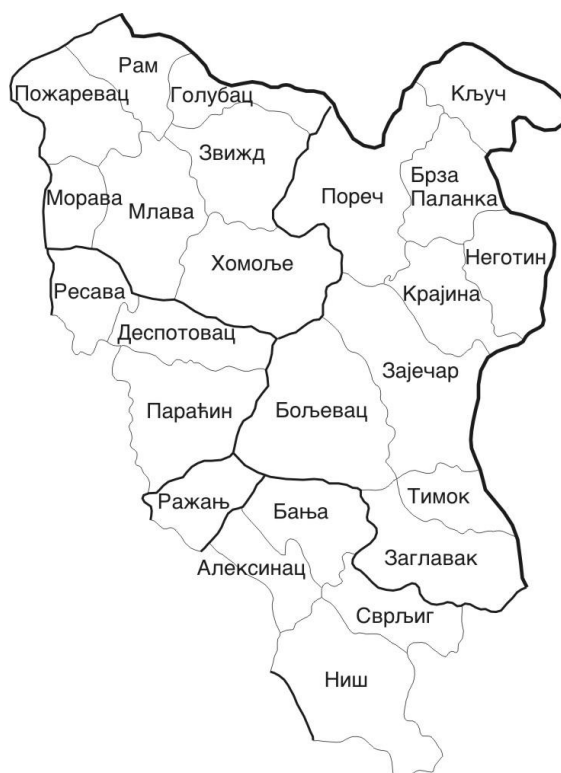 Рам
Кључ
Пожаревац
Голубац
Звижд
Брза
Паланка
Пореч
Морава
Млава
Хомоље
Неготин
Ресава
Крајина
Деспотовац
Зајечар
Параћин
Бољевац
Ражањ
Тимок
Бања
Заглавак
Алексинац
Сврљиг
Ниш